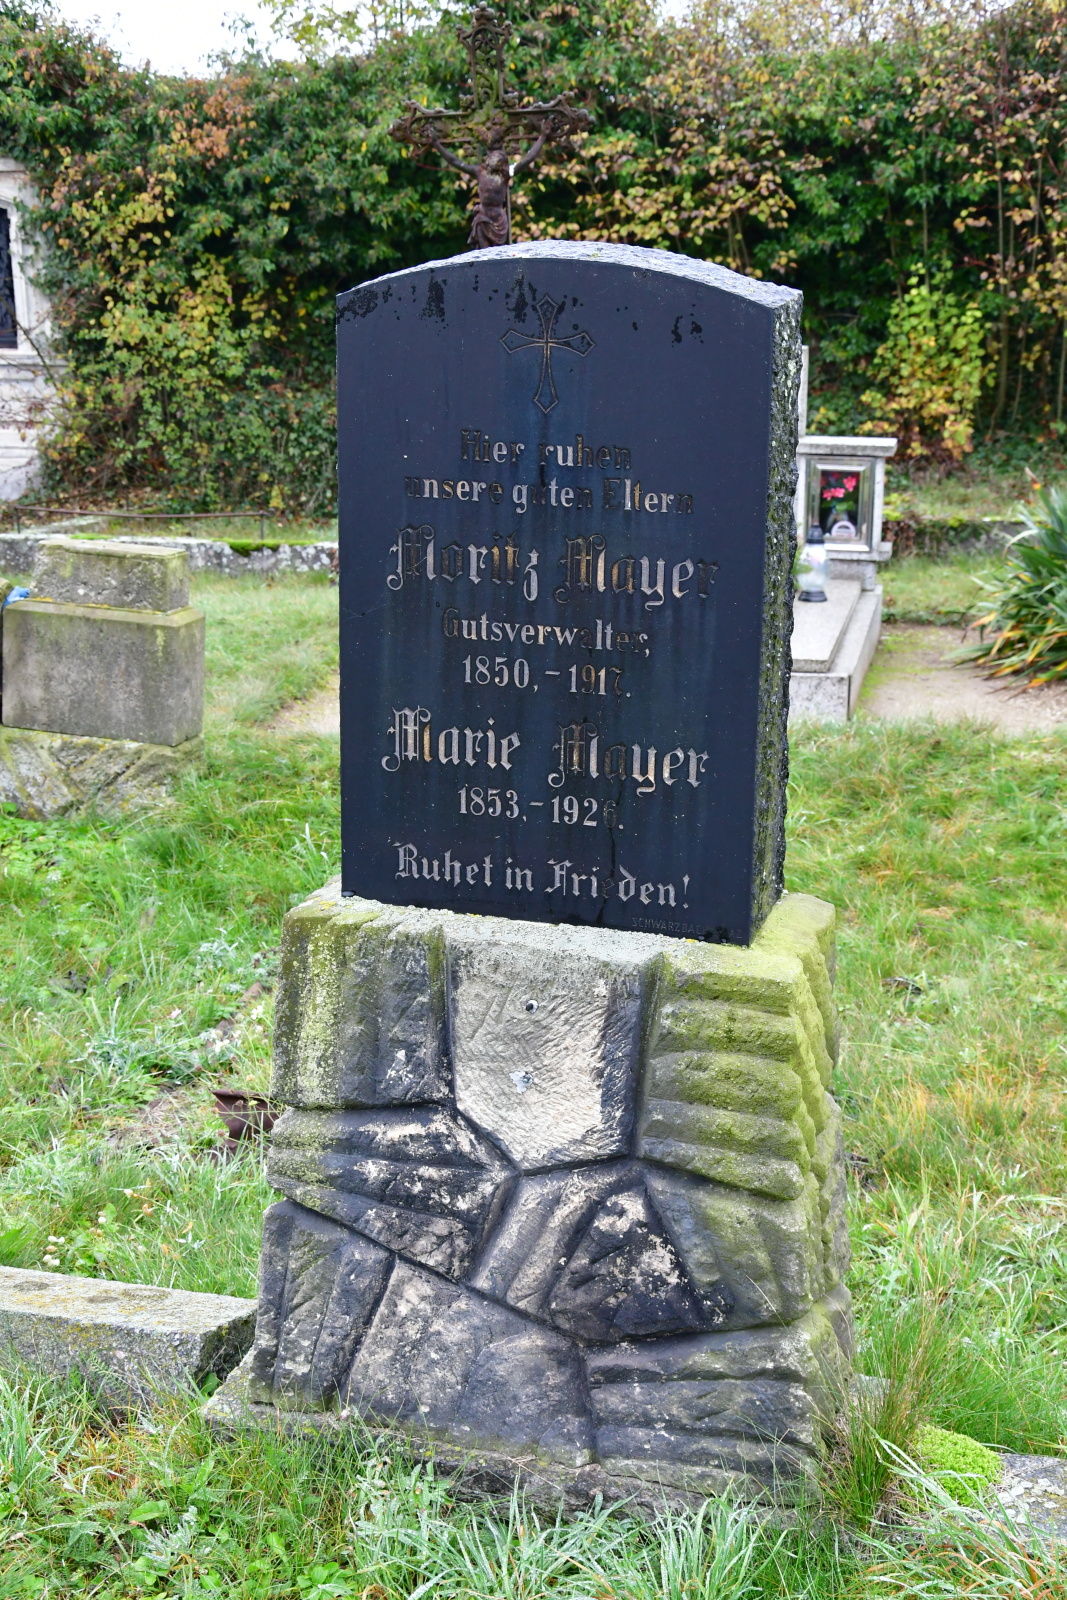 Hier ruhen
unsere guten Eltern
Moritz Mayer
Gutsverwalter,
1850,-1917.
Marie Mayer
1853,-1926.
Ruhet in Frieden!